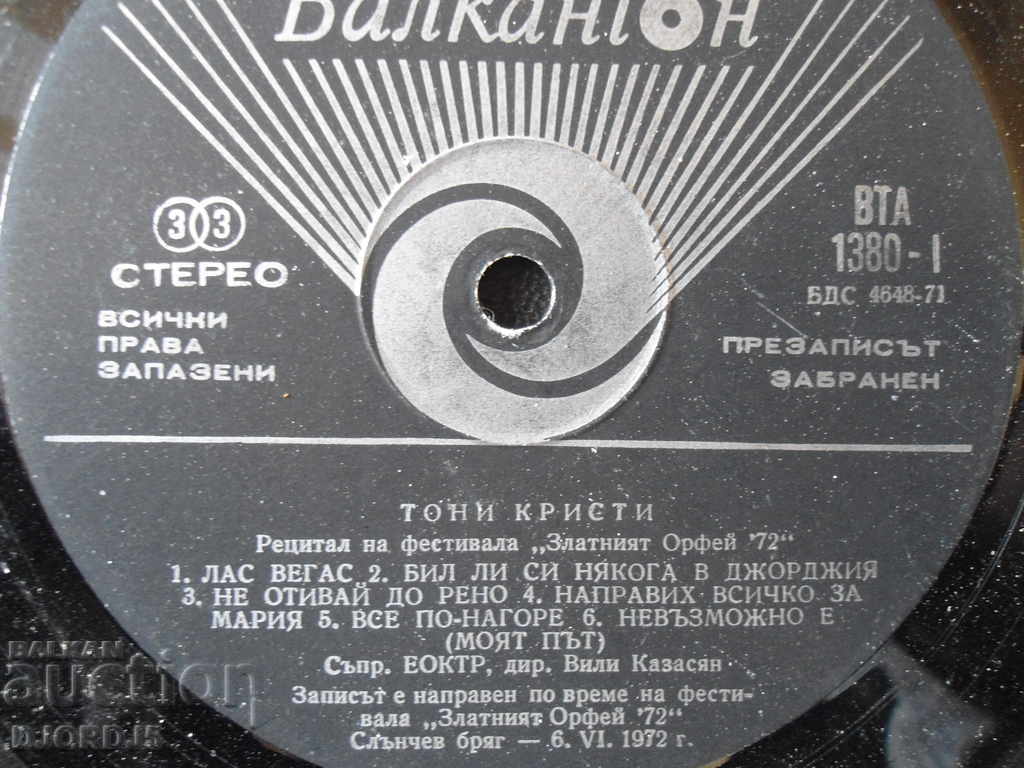 Балкантон
33
СТЕРЕО
ВСИЧКИ
ПРАВА
ЗАПАЗЕНИ
ВТА
1380-I
БДС 4648-71
ПРЕЗАПИСЪТ
ЗАБРАНЕН
ТОНИ КРИСТИ
Рецитал на фестивала „Златният Орфей '72“
1. ЛАС ВЕГАС 2. БИЛ ЛИ СИ НЯКОГА В ДЖОРДЖИЯ
3. НЕ ОТИВАЙ ДО РЕНО 4. НАПРАВИХ ВСИЧКО ЗА
МАРИЯ 5. ВСЕ ПО-НАГОРЕ 6. НЕВЪЗМОЖНО Е
(МОЯТ ПЪТ)
Съпр. ЕОКТР, дир. Вили Казасян
Записът е направен по време на фести-
вала „Златният Орфей '72“
Слънчев бряг — 6. VI. 1972 г.
BALKAN
auction
DJORD_15